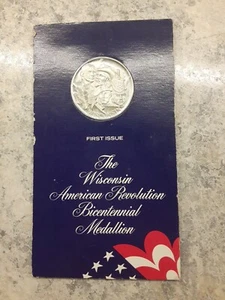 FIRST ISSUE
The
Wisconsin
American Revolution
Bicentennial
Medallion